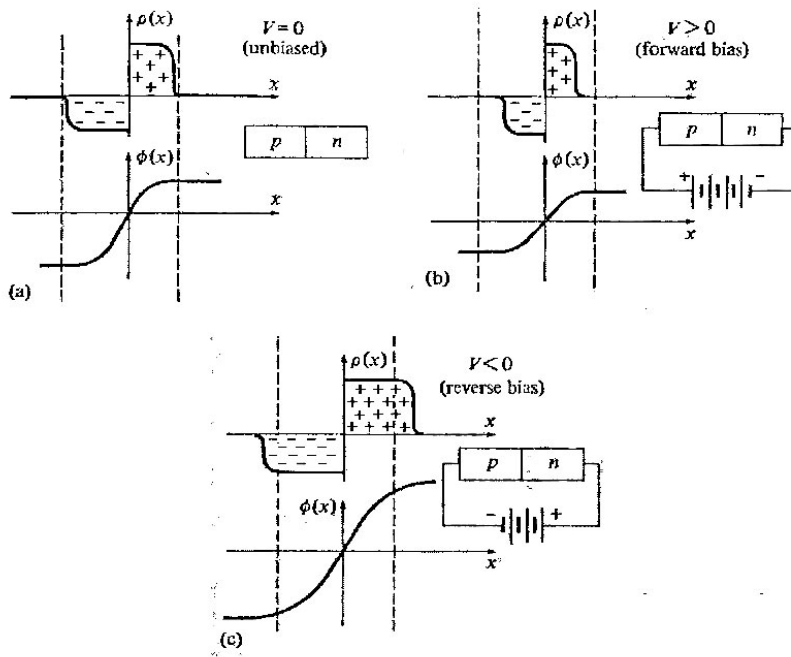 ρ(x)
V=0
(unbiased)
+ + + + + +
x
− − − − −
p n
ϕ(x)
x
(a)
ρ(x)
V>0
(forward bias)
+ + + + +
x
− − − −
p n
+ −
ϕ(x)
x
(b)
ρ(x)
V<0
(reverse bias)
+ + + + + + + + + + + + + + +
x
− − − − − − − − − −
p n
− +
ϕ(x)
x
(c)